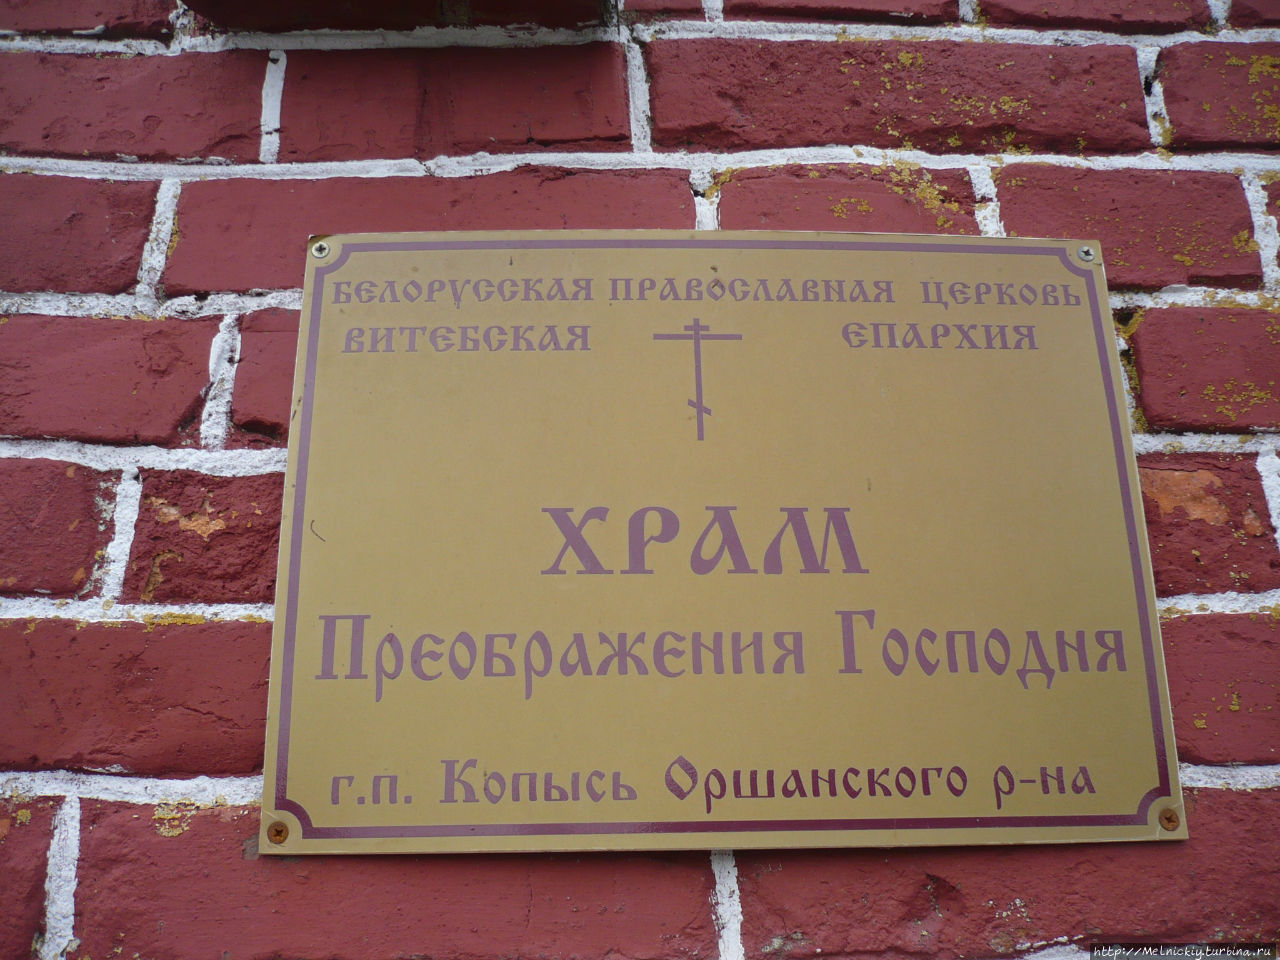 БЕЛОРУССКАЯ ПРАВОСЛАВНАЯ ЦЕРКОВЬ
ВИТЕБСКАЯ ЕПАРХИЯ
ХРАМ
Преображения Господня
г.п. Копысь Оршанского р-на
http://Melnickiy.turbina.ru